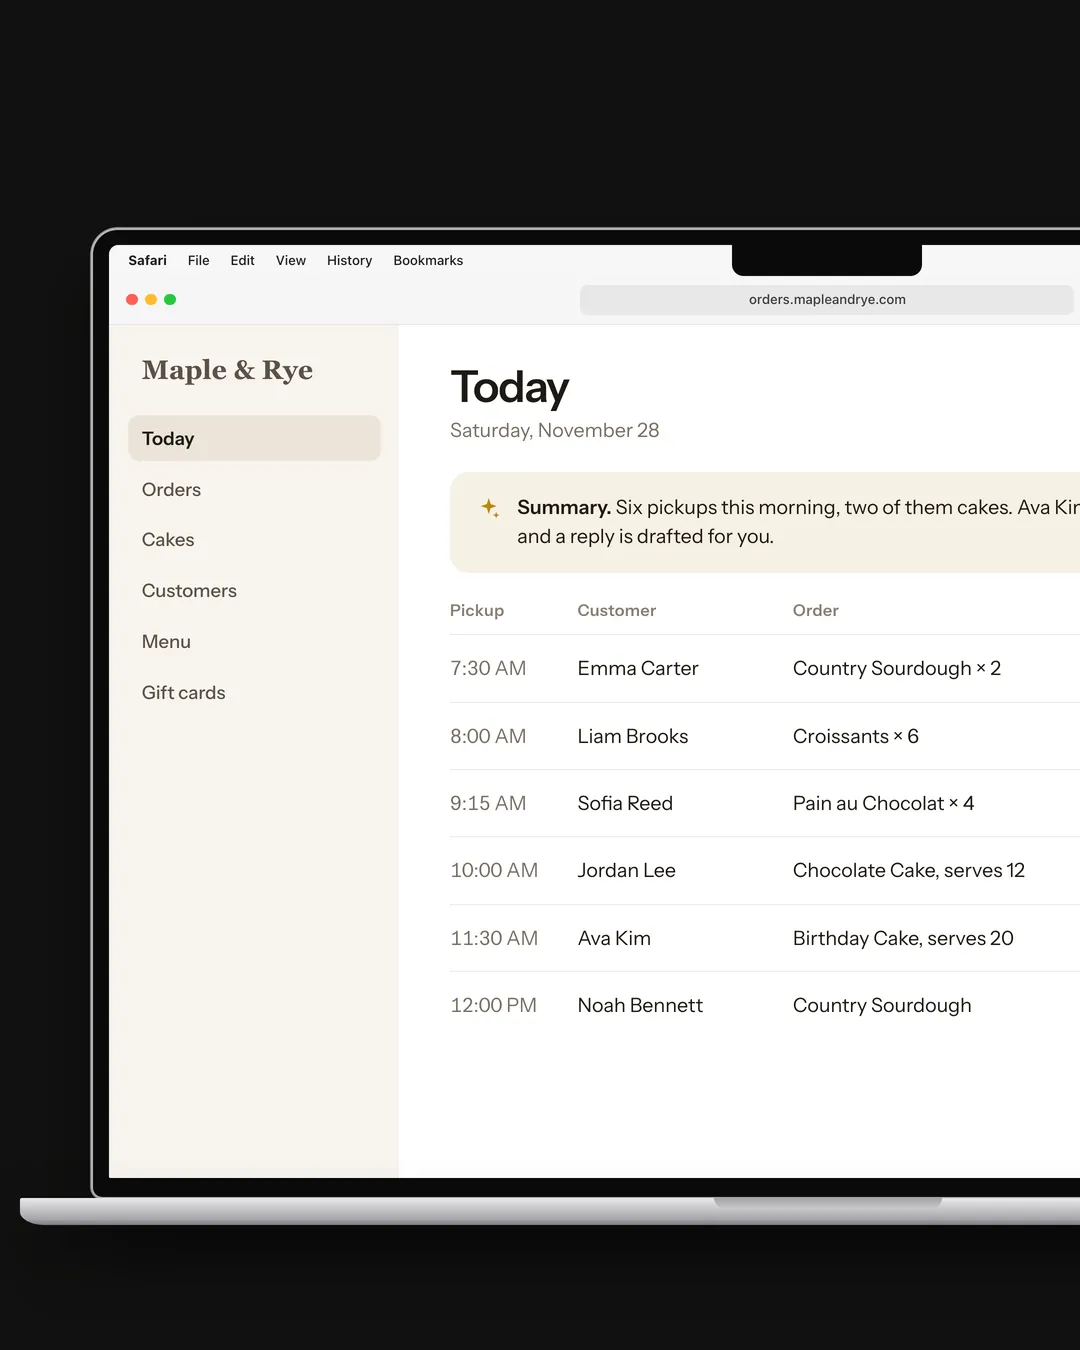 Safari File Edit View History Bookmarks
orders.mapleandrye.com
Maple & Rye
Today
Orders
Cakes
Customers
Menu
Gift cards
Today
Saturday, November 28
Summary. Six pickups this morning, two of them cakes. Ava Kim
and a reply is drafted for you.
Pickup Customer Order
7:30 AM Emma Carter Country Sourdough × 2
8:00 AM Liam Brooks Croissants × 6
9:15 AM Sofia Reed Pain au Chocolat × 4
10:00 AM Jordan Lee Chocolate Cake, serves 12
11:30 AM Ava Kim Birthday Cake, serves 20
12:00 PM Noah Bennett Country Sourdough